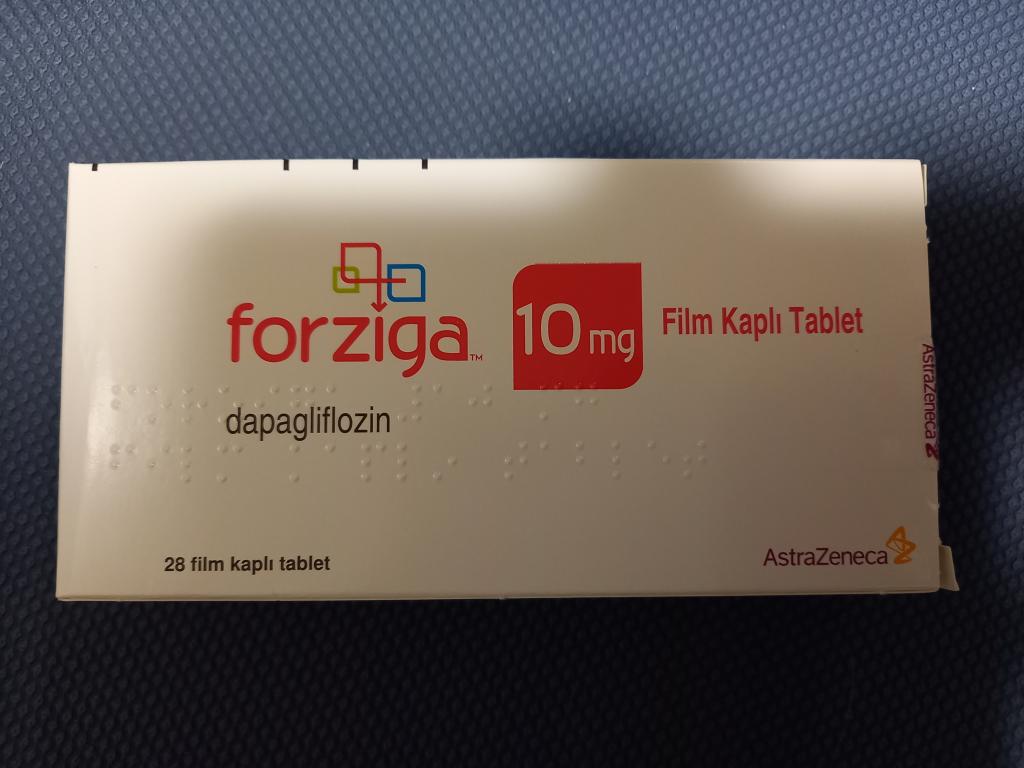 forziga™
10 mg
Film Kaplı Tablet
dapagliflozin
28 film kaplı tablet
AstraZeneca
AstraZeneca